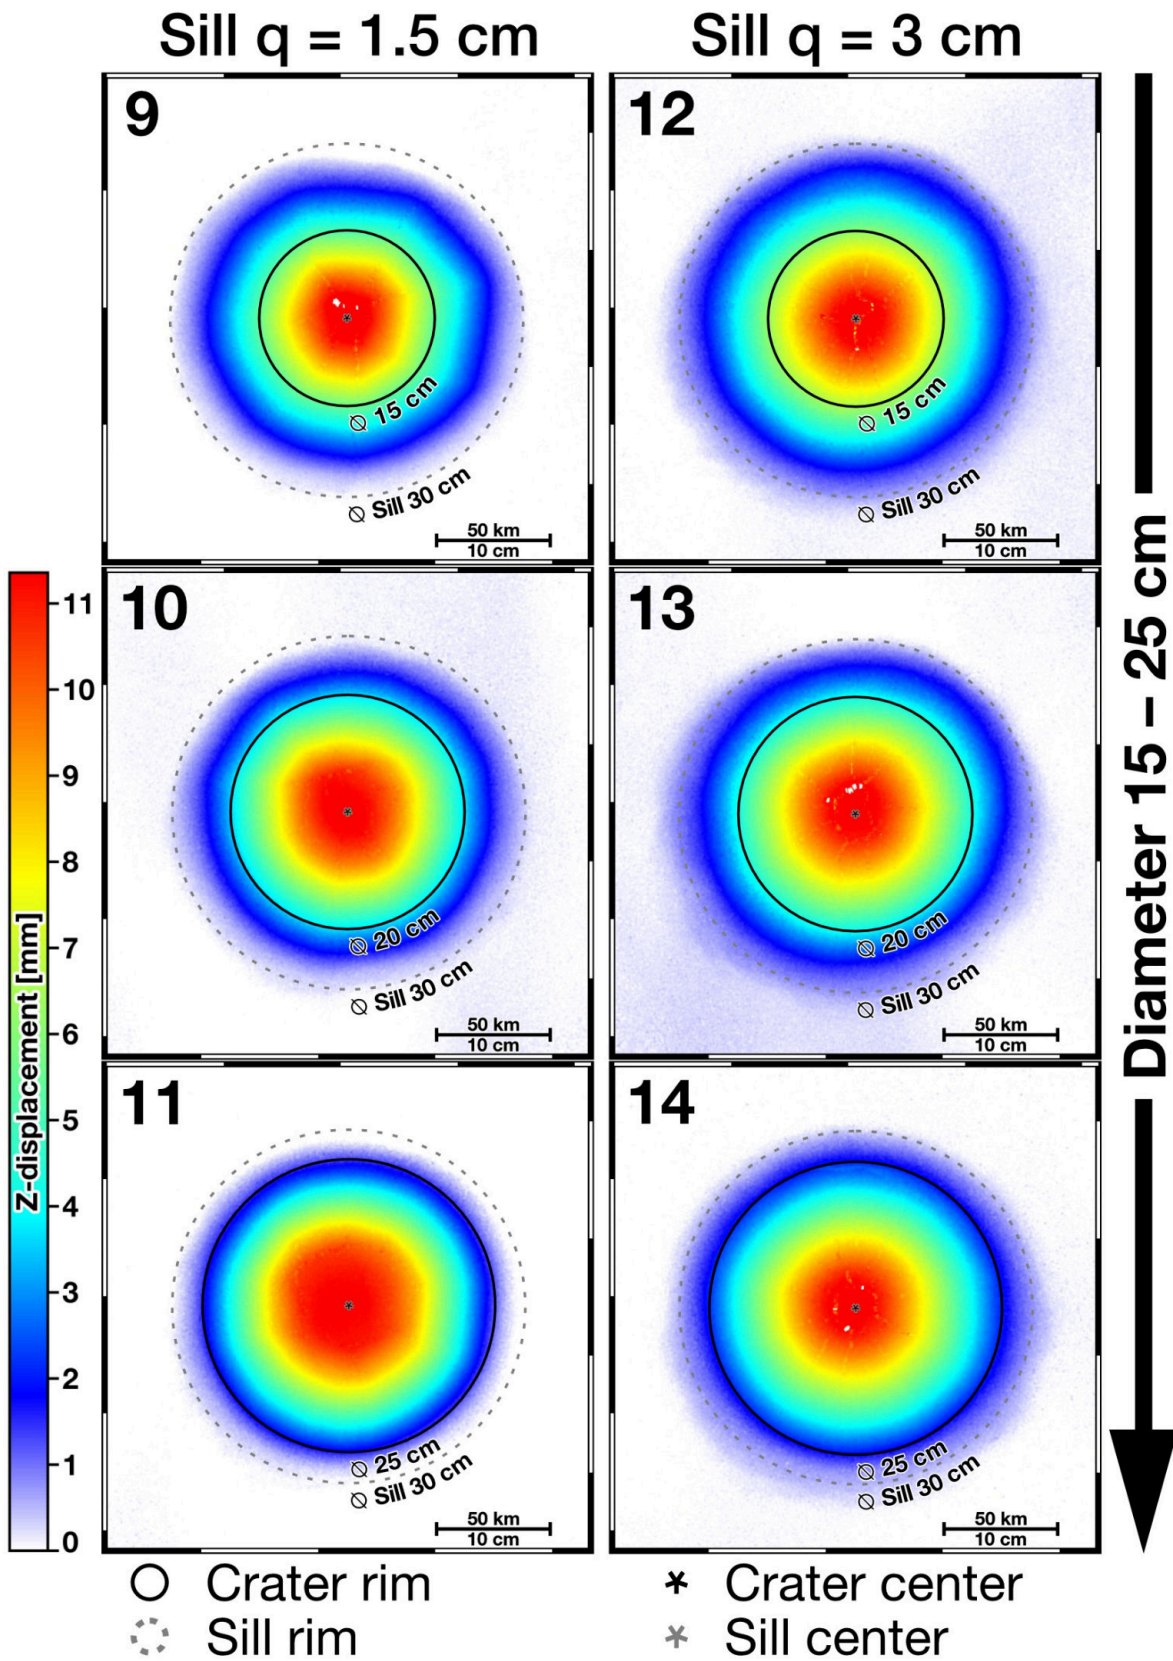 Sill q = 1.5 cm
Sill q = 3 cm
9
⌀ 15 cm
⌀ Sill 30 cm
50 km
10 cm
12
⌀ 15 cm
⌀ Sill 30 cm
50 km
10 cm
10
⌀ 20 cm
⌀ Sill 30 cm
50 km
10 cm
13
⌀ 20 cm
⌀ Sill 30 cm
50 km
10 cm
11
⌀ 25 cm
⌀ Sill 30 cm
50 km
10 cm
14
⌀ 25 cm
⌀ Sill 30 cm
50 km
10 cm
11
10
9
8
7
6
5
4
3
2
1
0
Z-displacement [mm]
Diameter 15 – 25 cm
Crater rim
Sill rim
Crater center
Sill center